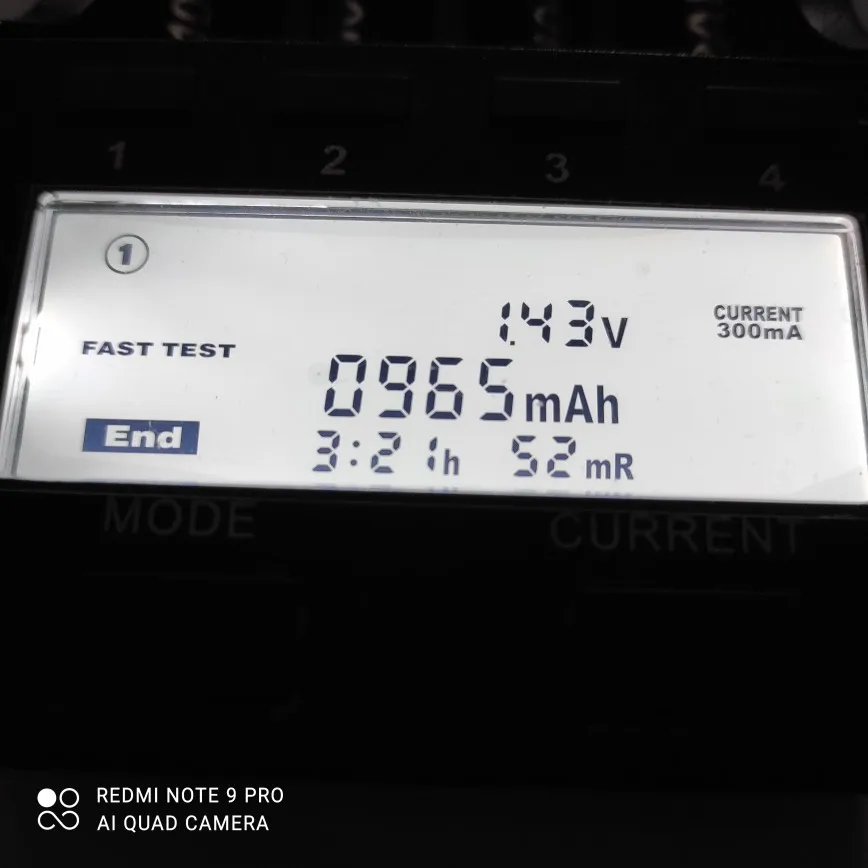 1 2 3 4
1
1.43V
CURRENT
300mA
FAST TEST
0965mAh
End
3:21h 52mR
MODE CURRENT
REDMI NOTE 9 PRO
AI QUAD CAMERA